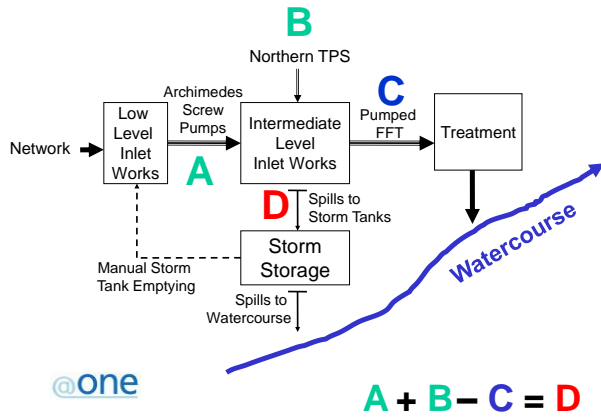 B
Northern TPS
C
Archimedes
Screw
Pumps
Pumped
FFT
Low
Level
Inlet
Works
Intermediate
Level
Inlet Works
Treatment
Network
A
D
Spills to
Storm Tanks
Storm
Storage
Manual Storm
Tank Emptying
Spills to
Watercourse
Watercourse
@one
A + B – C = D